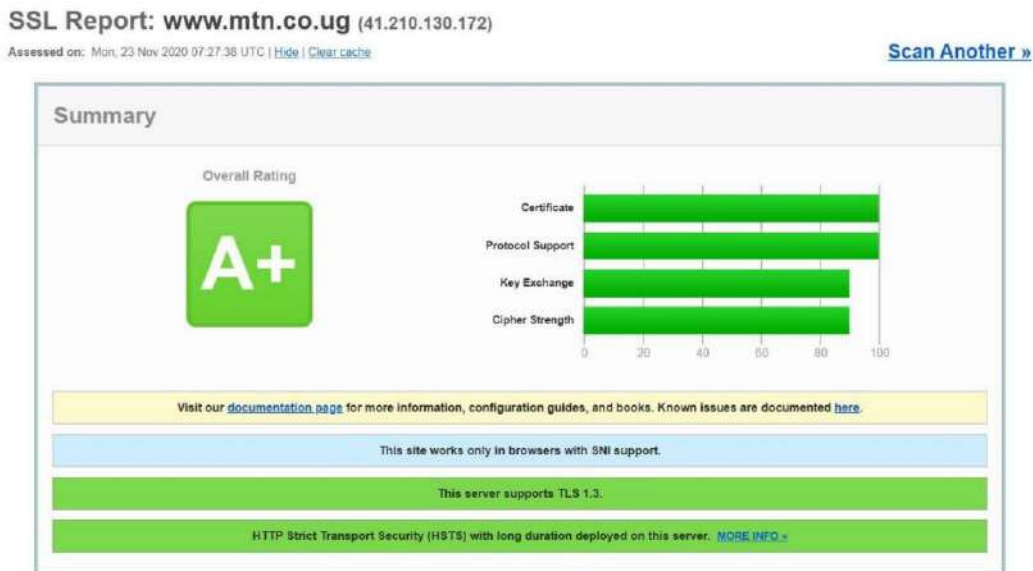 SSL Report: www.mtn.co.ug (41.210.130.172)
Assessed on: Mon, 23 Nov 2020 07:27:38 UTC | Hide | Clear cache
Scan Another »
Summary
Overall Rating
A+
Certificate
Protocol Support
Key Exchange
Cipher Strength
0 20 40 60 80 100
Visit our documentation page for more information, configuration guides, and books. Known issues are documented here.
This site works only in browsers with SNI support.
This server supports TLS 1.3.
HTTP Strict Transport Security (HSTS) with long duration deployed on this server. MORE INFO »